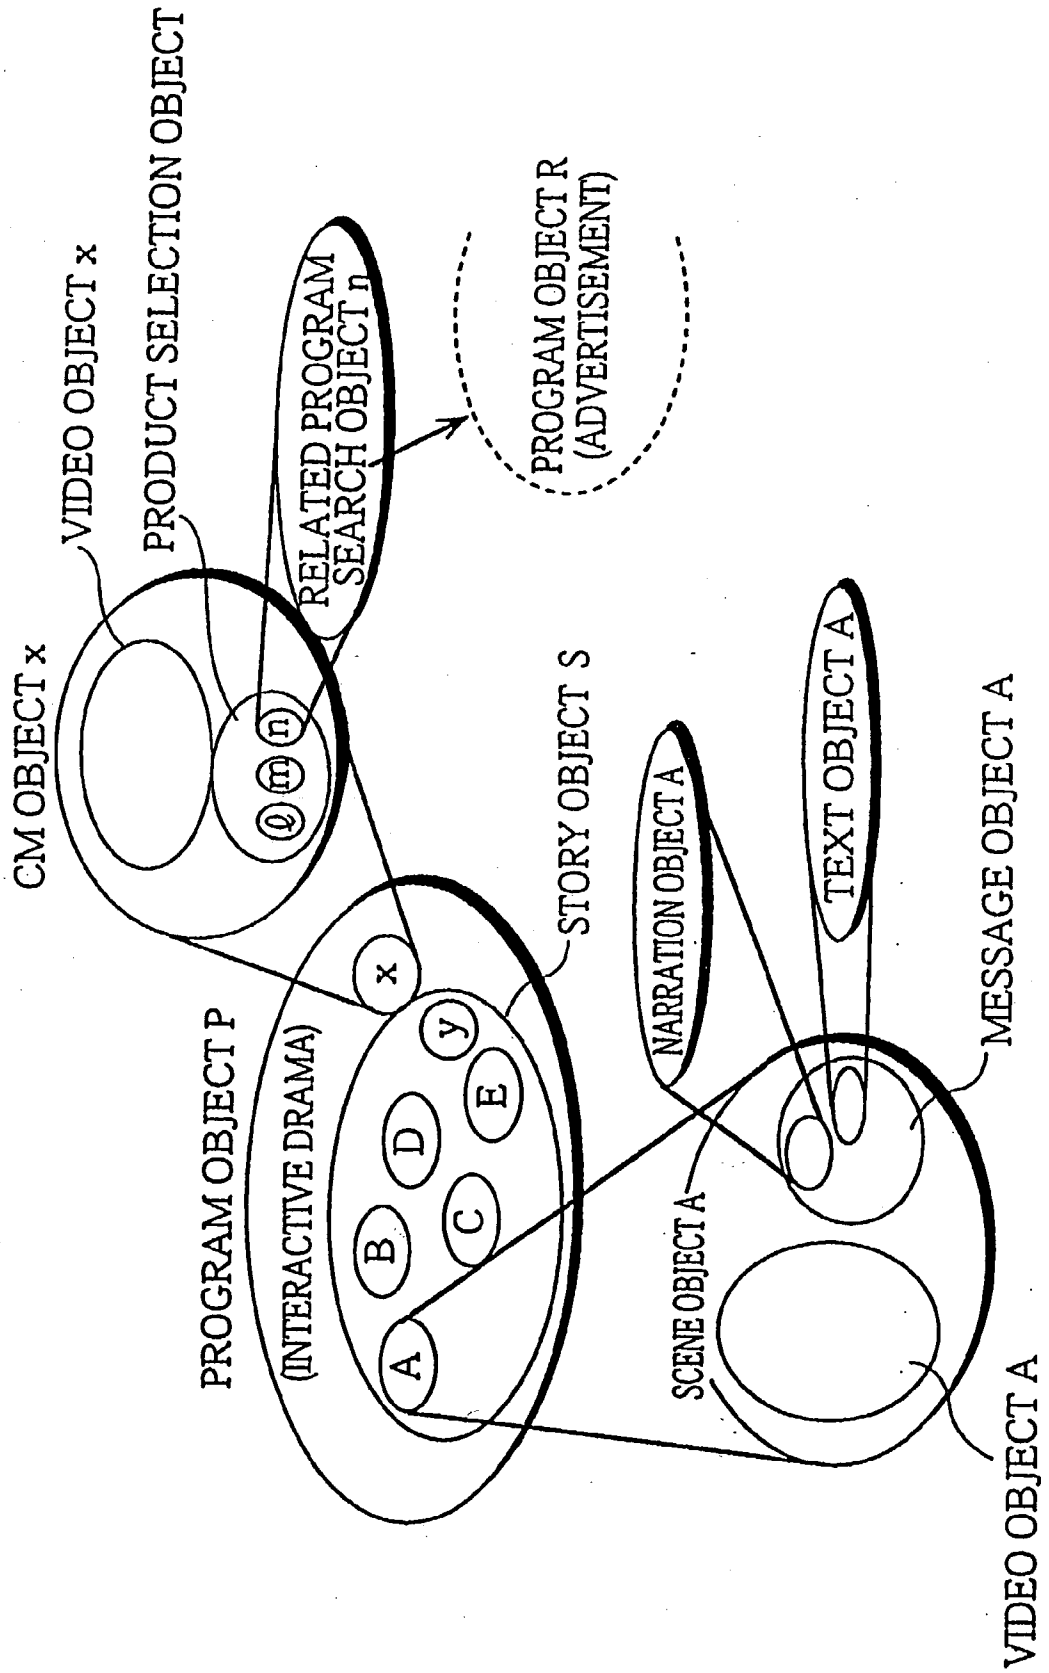 CM OBJECT x
VIDEO OBJECT x
PRODUCT SELECTION OBJECT
ℓ m n
RELATED PROGRAM
SEARCH OBJECT n
PROGRAM OBJECT R
(ADVERTISEMENT)
PROGRAM OBJECT P
(INTERACTIVE DRAMA)
x
A
B
C
D
E
y
STORY OBJECT S
SCENE OBJECT A
NARRATION OBJECT A
TEXT OBJECT A
MESSAGE OBJECT A
VIDEO OBJECT A